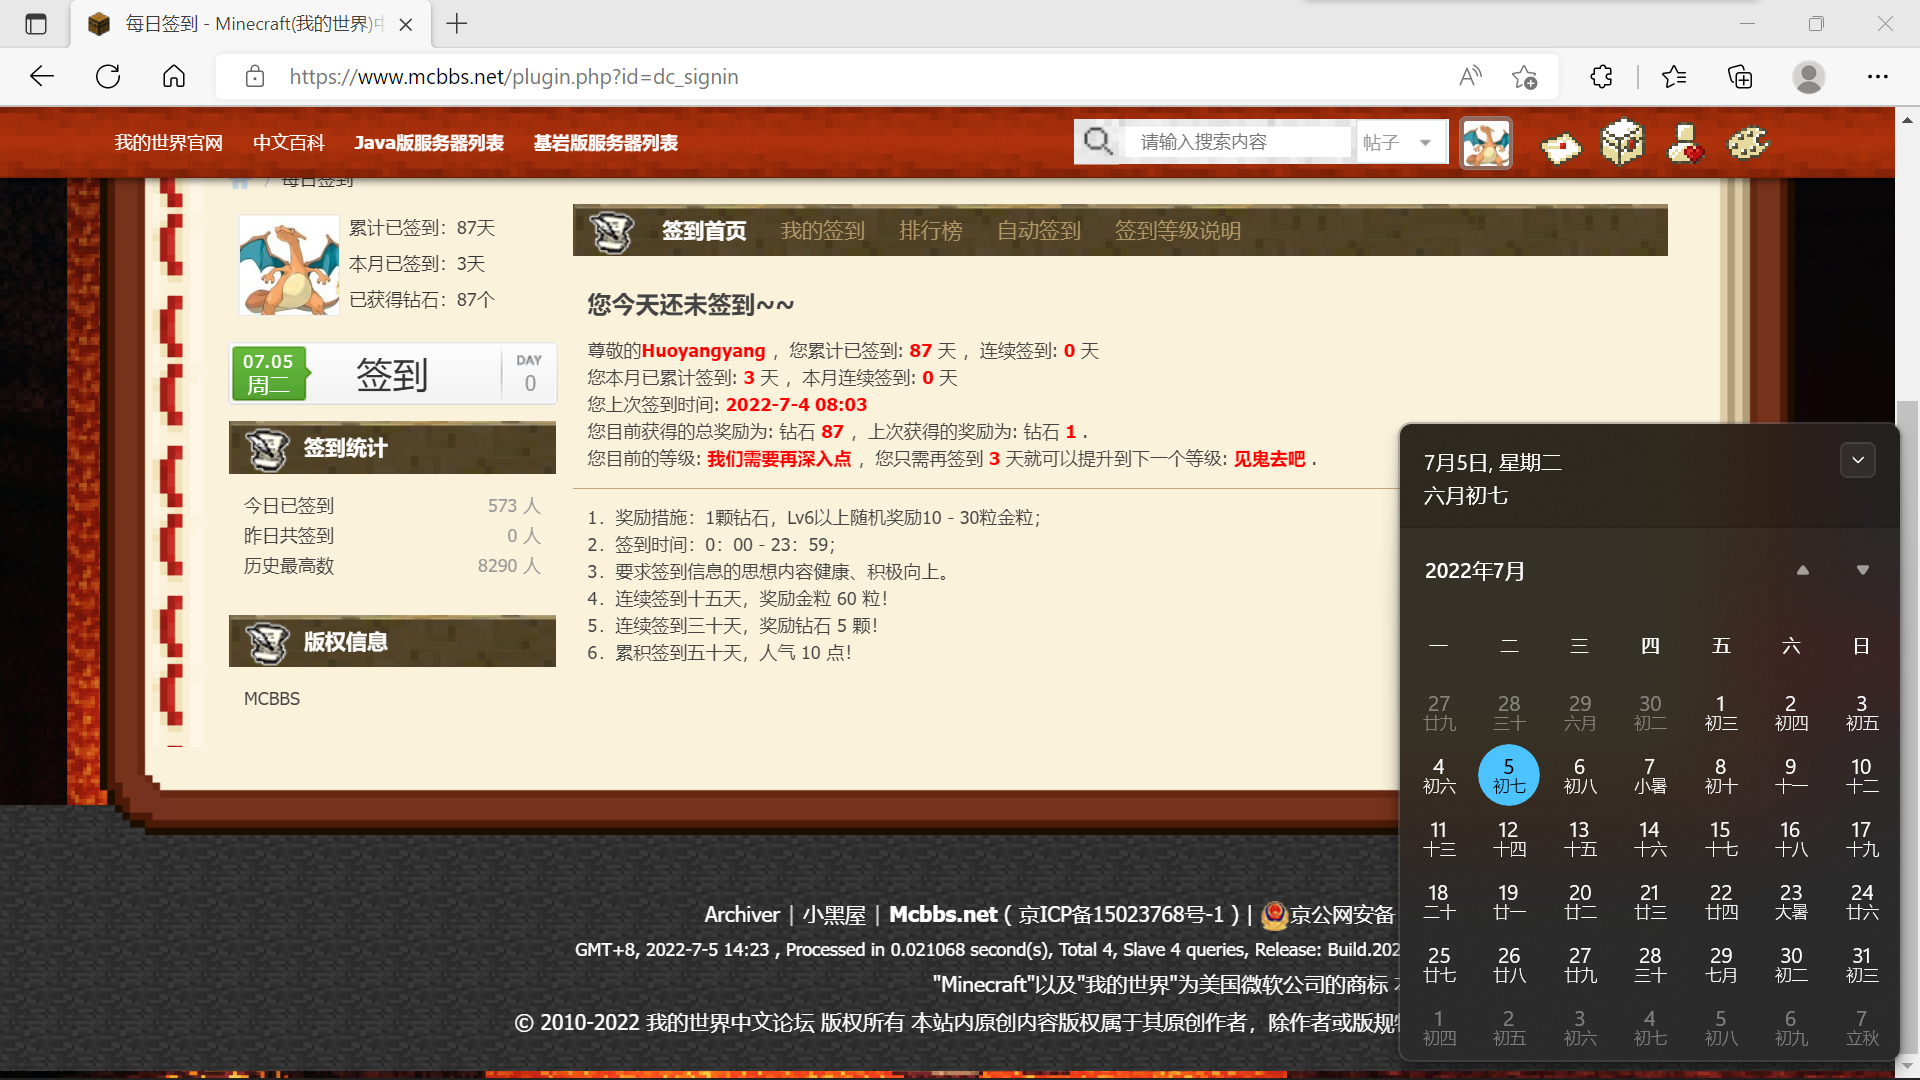 每日签到 - Minecraft(我的世界)
https://www.mcbbs.net/plugin.php?id=dc_signin
我的世界官网 中文百科 Java版服务器列表 基岩版服务器列表
请输入搜索内容 帖子
/ 每日签到
累计已签到：87天
本月已签到：3天
已获得钻石：87个
07.05
周二
签到
DAY
0
签到统计
今日已签到 573 人
昨日共签到 0 人
历史最高数 8290 人
版权信息
MCBBS
签到首页 我的签到 排行榜 自动签到 签到等级说明
您今天还未签到~~
尊敬的Huoyangyang ，您累计已签到: 87 天 ，连续签到: 0 天
您本月已累计签到: 3 天 ，本月连续签到: 0 天
您上次签到时间: 2022-7-4 08:03
您目前获得的总奖励为: 钻石 87 ，上次获得的奖励为: 钻石 1 .
您目前的等级: 我们需要再深入点 ，您只需再签到 3 天就可以提升到下一个等级: 见鬼去吧 .
1．奖励措施：1颗钻石，Lv6以上随机奖励10 - 30粒金粒；
2．签到时间：0：00 - 23：59；
3．要求签到信息的思想内容健康、积极向上。
4．连续签到十五天，奖励金粒 60 粒！
5．连续签到三十天，奖励钻石 5 颗！
6．累积签到五十天，人气 10 点！
Archiver | 小黑屋 | Mcbbs.net ( 京ICP备15023768号-1 ) | 京公网安备
GMT+8, 2022-7-5 14:23 , Processed in 0.021068 second(s), Total 4, Slave 4 queries, Release: Build.202
"Minecraft"以及"我的世界"为美国微软公司的商标
© 2010-2022 我的世界中文论坛 版权所有 本站内原创内容版权属于其原创作者，除作者或版规
7月5日, 星期二
六月初七
2022年7月
一 二 三 四 五 六 日
27 28 29 30 1 2 3
廿九 三十 六月 初二 初三 初四 初五
4 5 6 7 8 9 10
初六 初七 初八 小暑 初十 十一 十二
11 12 13 14 15 16 17
十三 十四 十五 十六 十七 十八 十九
18 19 20 21 22 23 24
二十 廿一 廿二 廿三 廿四 大暑 廿六
25 26 27 28 29 30 31
廿七 廿八 廿九 三十 七月 初二 初三
1 2 3 4 5 6 7
初四 初五 初六 初七 初八 初九 立秋